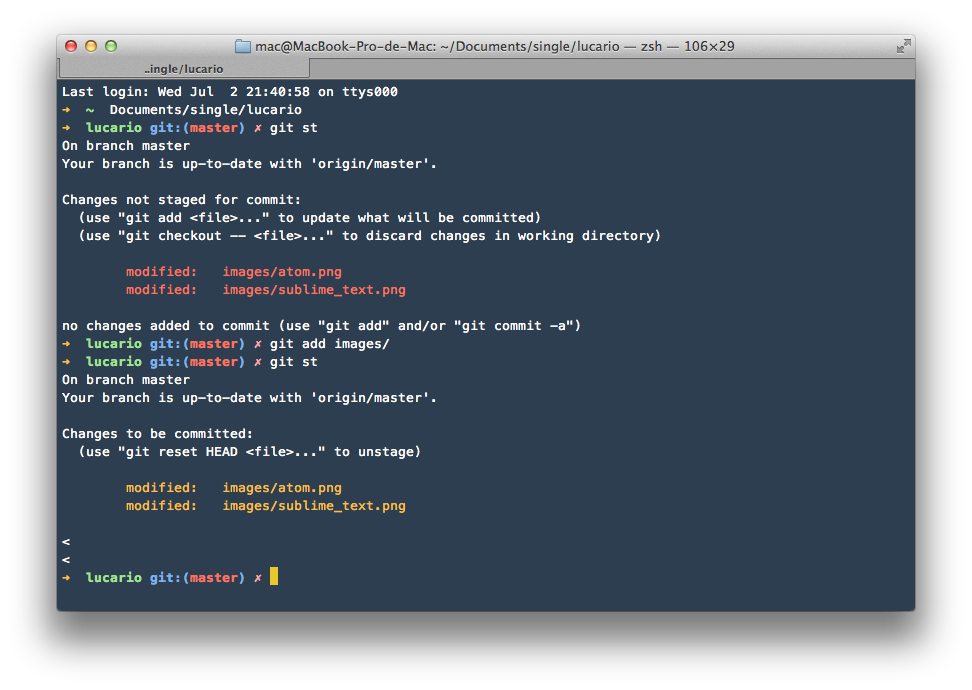 mac@MacBook-Pro-de-Mac: ~/Documents/single/lucario — zsh — 106×29
..ingle/lucario
Last login: Wed Jul  2 21:40:58 on ttys000
➜  ~  Documents/single/lucario
➜  lucario git:(master) ✗ git st
On branch master
Your branch is up-to-date with 'origin/master'.

Changes not staged for commit:
  (use "git add <file>..." to update what will be committed)
  (use "git checkout -- <file>..." to discard changes in working directory)

        modified:   images/atom.png
        modified:   images/sublime_text.png

no changes added to commit (use "git add" and/or "git commit -a")
➜  lucario git:(master) ✗ git add images/
➜  lucario git:(master) ✗ git st
On branch master
Your branch is up-to-date with 'origin/master'.

Changes to be committed:
  (use "git reset HEAD <file>..." to unstage)

        modified:   images/atom.png
        modified:   images/sublime_text.png

<
<
➜  lucario git:(master) ✗